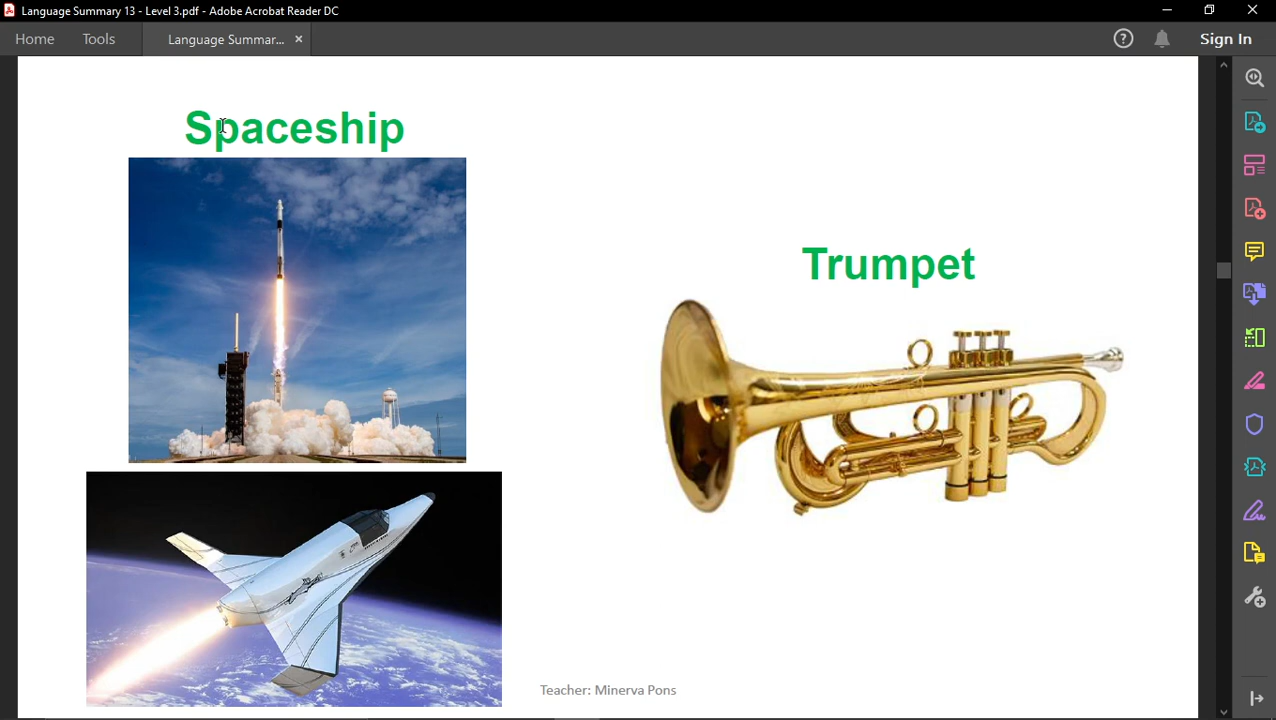 Language Summary 13 - Level 3.pdf - Adobe Acrobat Reader DC
Home
Tools
Language Summar...
Sign In
Spaceship
Trumpet
Teacher: Minerva Pons